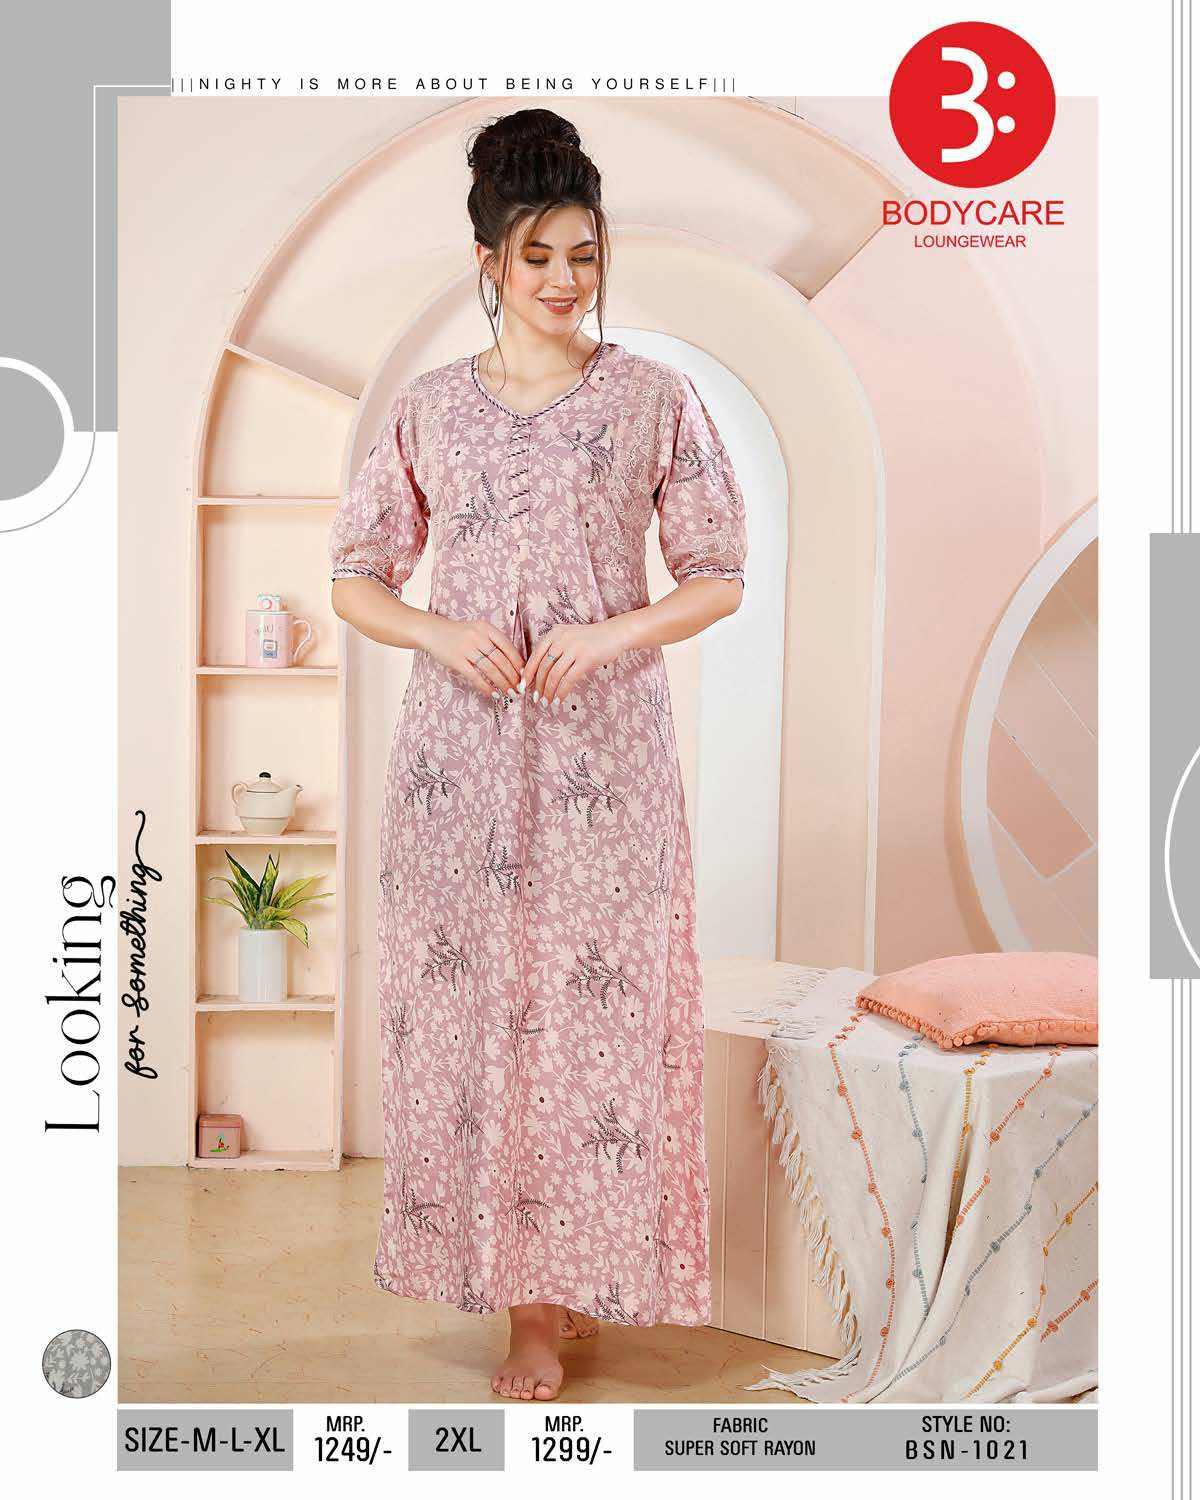 |||NIGHTY IS MORE ABOUT BEING YOURSELF|||
BODYCARE
LOUNGEWEAR
Looking
for something
SIZE-M-L-XL
MRP.
1249/-
2XL
MRP.
1299/-
FABRIC
SUPER SOFT RAYON
STYLE NO:
BSN-1021